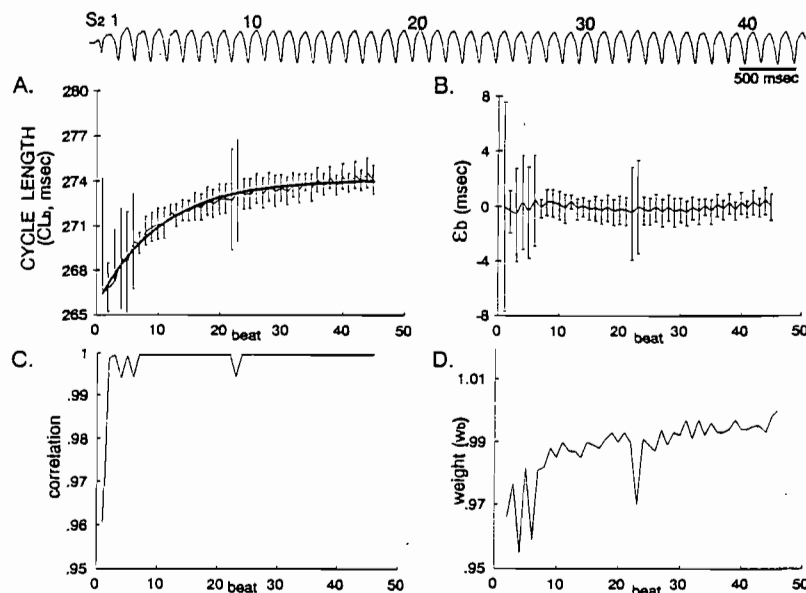 S2 1 10 20 30 40
500 msec
A.
280
277
274
271
268
265
CYCLE LENGTH
(CLb, msec)
0 10 20 30 40 50
beat
B.
8
4
0
-4
-8
εb (msec)
0 10 20 30 40 50
beat
C.
1
.99
.98
.97
.96
.95
correlation
0 10 20 30 40 50
beat
D.
1.01
.99
.97
.95
weight (wb)
0 10 20 30 40 50
beat